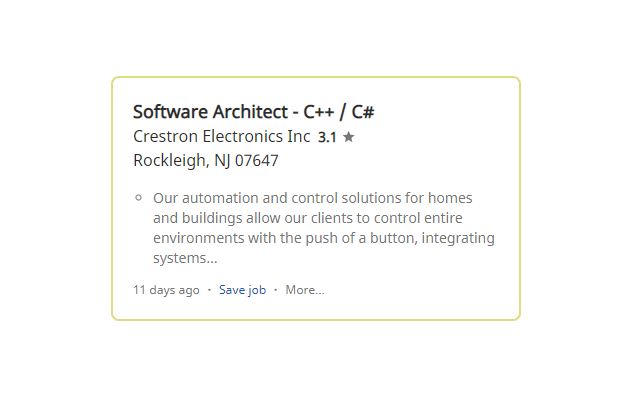 Software Architect - C++ / C#
Crestron Electronics Inc 3.1 ★
Rockleigh, NJ 07647
Our automation and control solutions for homes
and buildings allow our clients to control entire
environments with the push of a button, integrating
systems...
11 days ago · Save job · More...